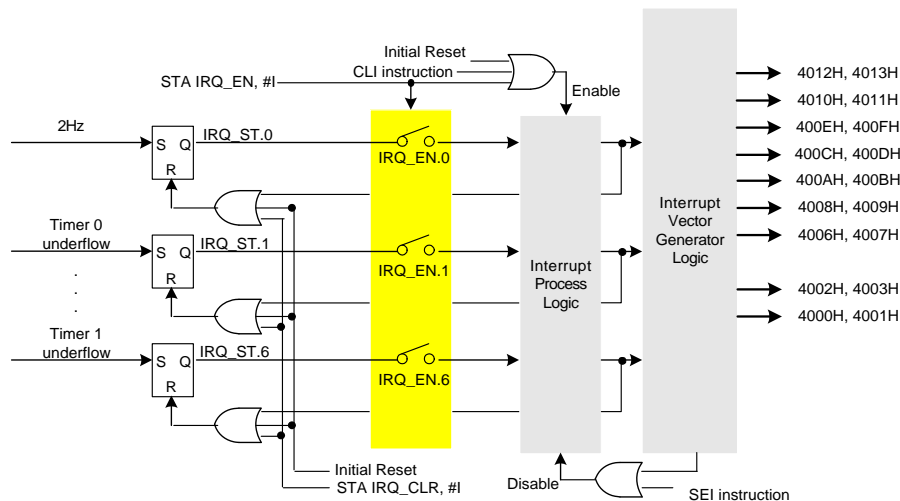 Initial Reset
CLI instruction
STA IRQ_EN, #I
Enable
2Hz
S Q
R
IRQ_ST.0
IRQ_EN.0
Timer 0
underflow
S Q
R
IRQ_ST.1
IRQ_EN.1
.
.
.
Timer 1
underflow
S Q
R
IRQ_ST.6
IRQ_EN.6
Interrupt
Process
Logic
Interrupt
Vector
Generator
Logic
4012H, 4013H
4010H, 4011H
400EH, 400FH
400CH, 400DH
400AH, 400BH
4008H, 4009H
4006H, 4007H
4002H, 4003H
4000H, 4001H
Initial Reset
STA IRQ_CLR, #I
Disable
SEI instruction